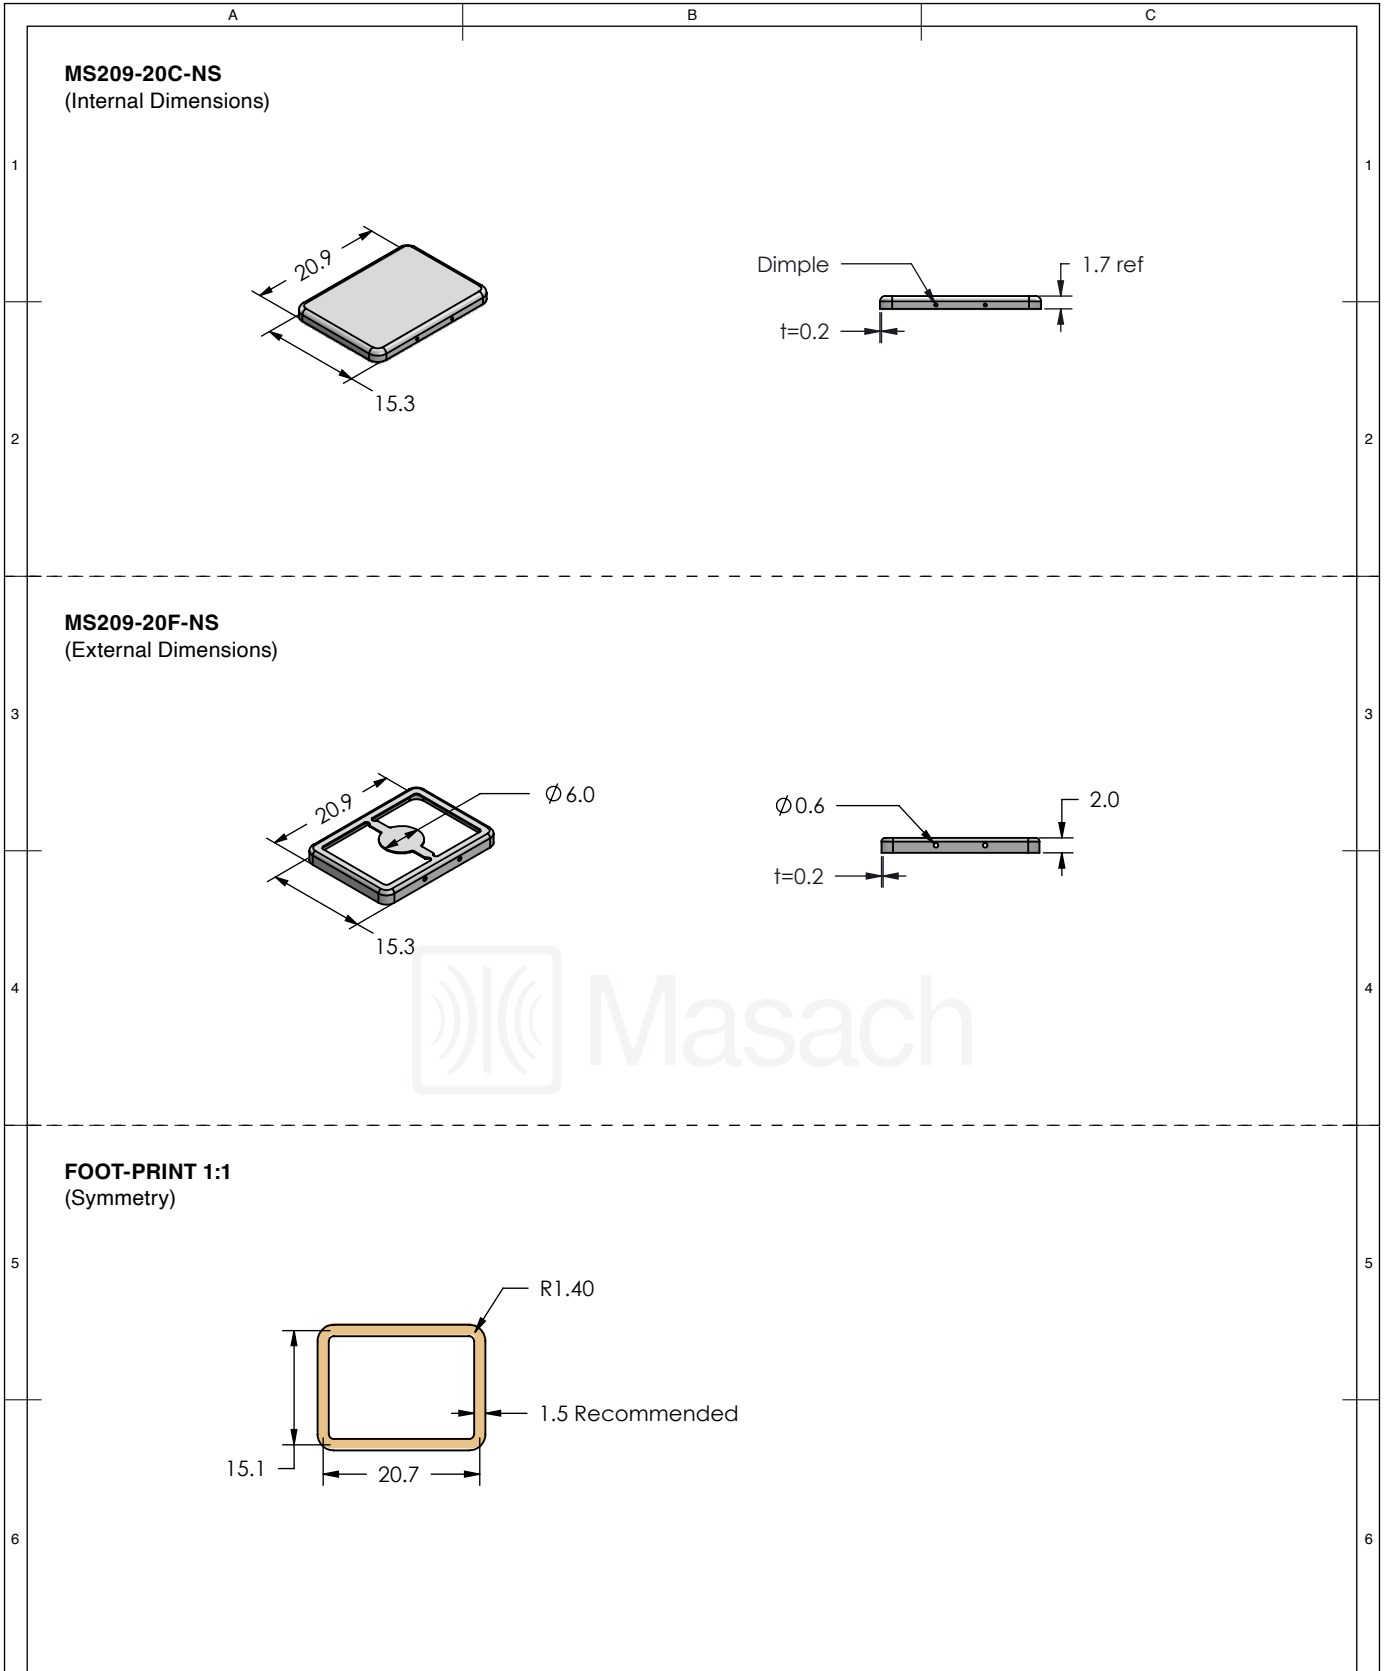 A B C
MS209-20C-NS
(Internal Dimensions)
1 1
20.9
15.3
Dimple
1.7 ref
t=0.2
2 2
MS209-20F-NS
(External Dimensions)
3 3
20.9
Ø6.0
15.3
Ø0.6
2.0
t=0.2
Masach
4 4
FOOT-PRINT 1:1
(Symmetry)
5 5
R1.40
1.5 Recommended
15.1
20.7
6 6